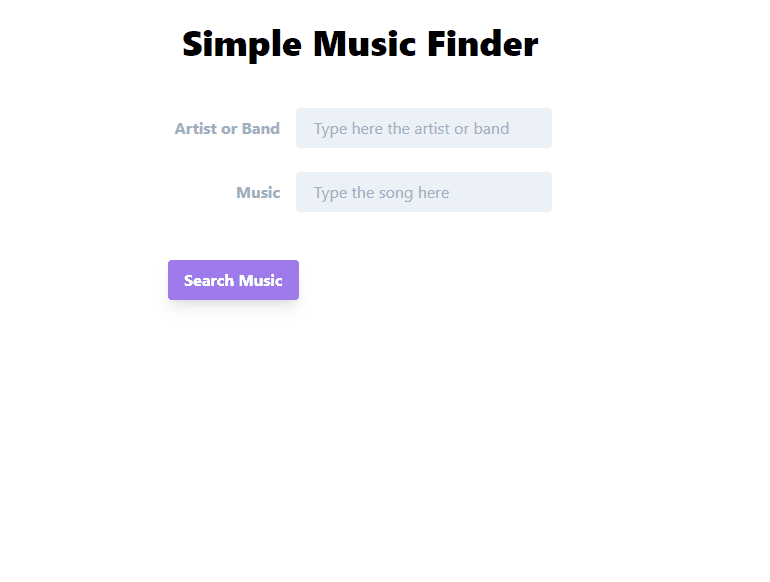 Simple Music Finder
Artist or Band
Type here the artist or band
Music
Type the song here
Search Music